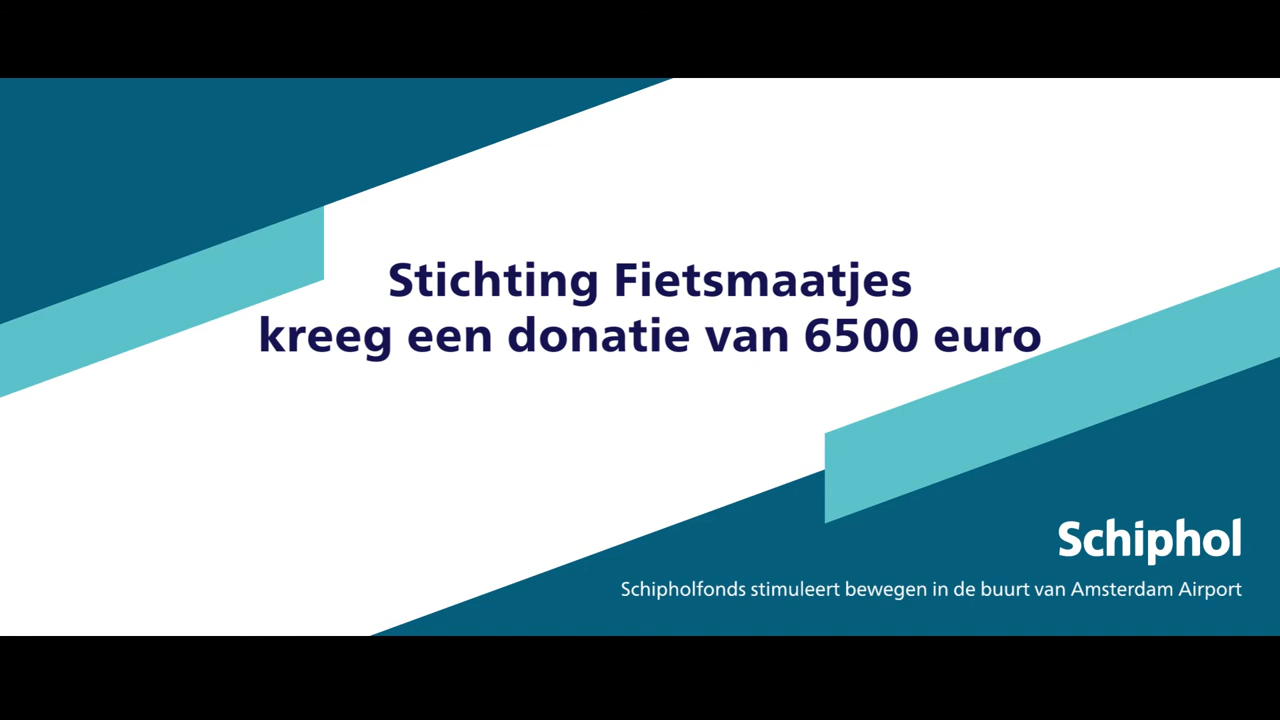 Stichting Fietsmaatjes
kreeg een donatie van 6500 euro
Schiphol
Schipholfonds stimuleert bewegen in de buurt van Amsterdam Airport